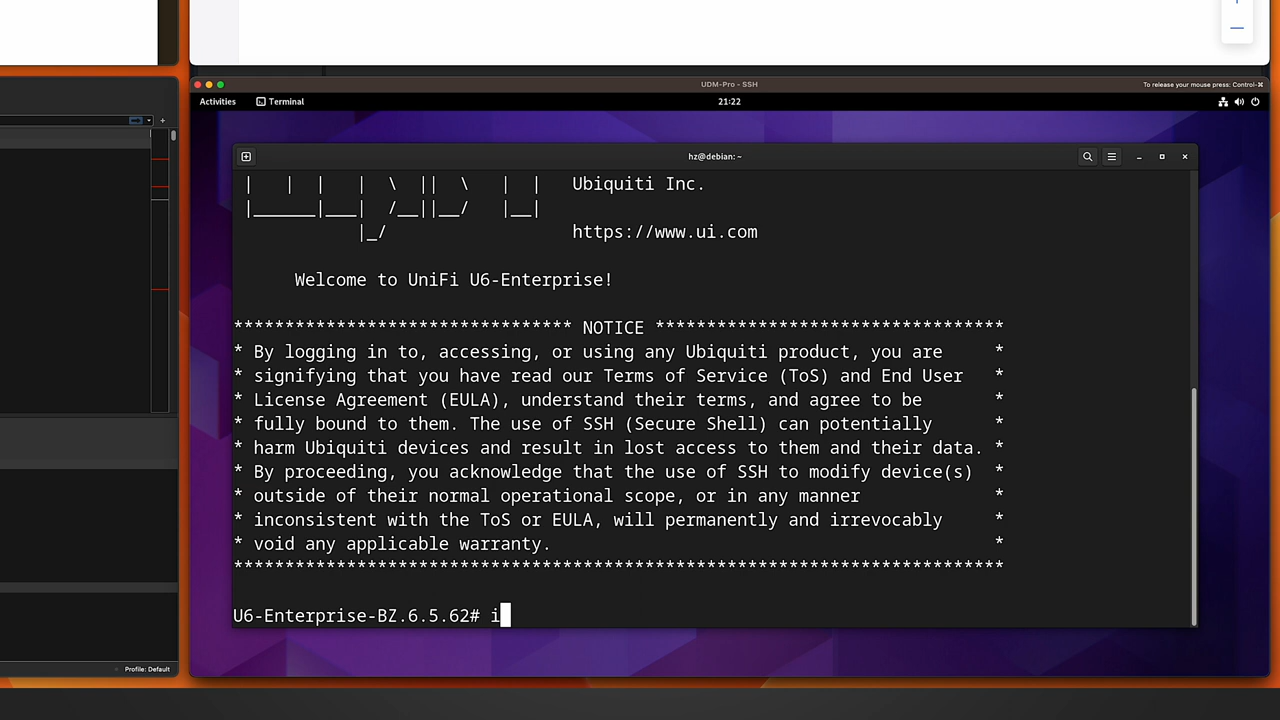 UDM-Pro - SSH
To release your mouse press: Control-⌘
Activities
Terminal
21:22
hz@debian: ~
|   |  |   |  \  ||  \   |  |   Ubiquiti Inc.
|______|___|  /__||__/   |__|
           |_/                  https://www.ui.com
Welcome to UniFi U6-Enterprise!
********************************* NOTICE **********************************
* By logging in to, accessing, or using any Ubiquiti product, you are     *
* signifying that you have read our Terms of Service (ToS) and End User   *
* License Agreement (EULA), understand their terms, and agree to be       *
* fully bound to them. The use of SSH (Secure Shell) can potentially      *
* harm Ubiquiti devices and result in lost access to them and their data. *
* By proceeding, you acknowledge that the use of SSH to modify device(s)  *
* outside of their normal operational scope, or in any manner             *
* inconsistent with the ToS or EULA, will permanently and irrevocably     *
* void any applicable warranty.                                           *
***************************************************************************
U6-Enterprise-BZ.6.5.62# i
Profile: Default